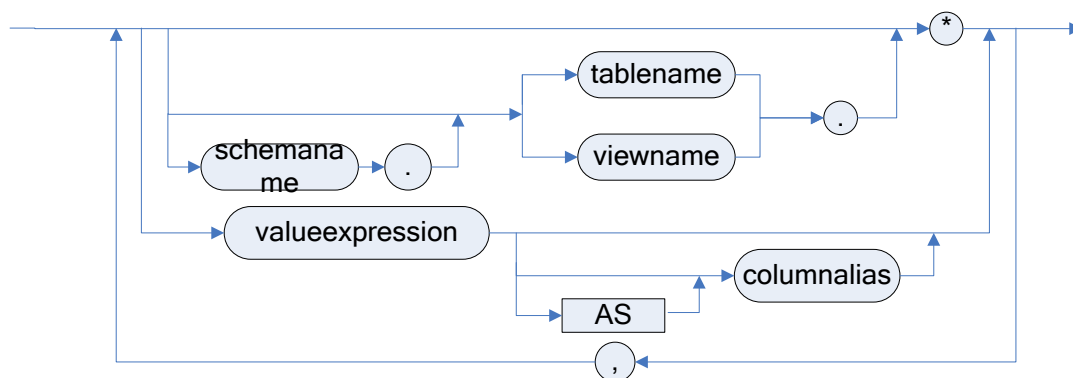 *
tablename
.
schemana
me
.
viewname
valueexpression
columnalias
AS
,